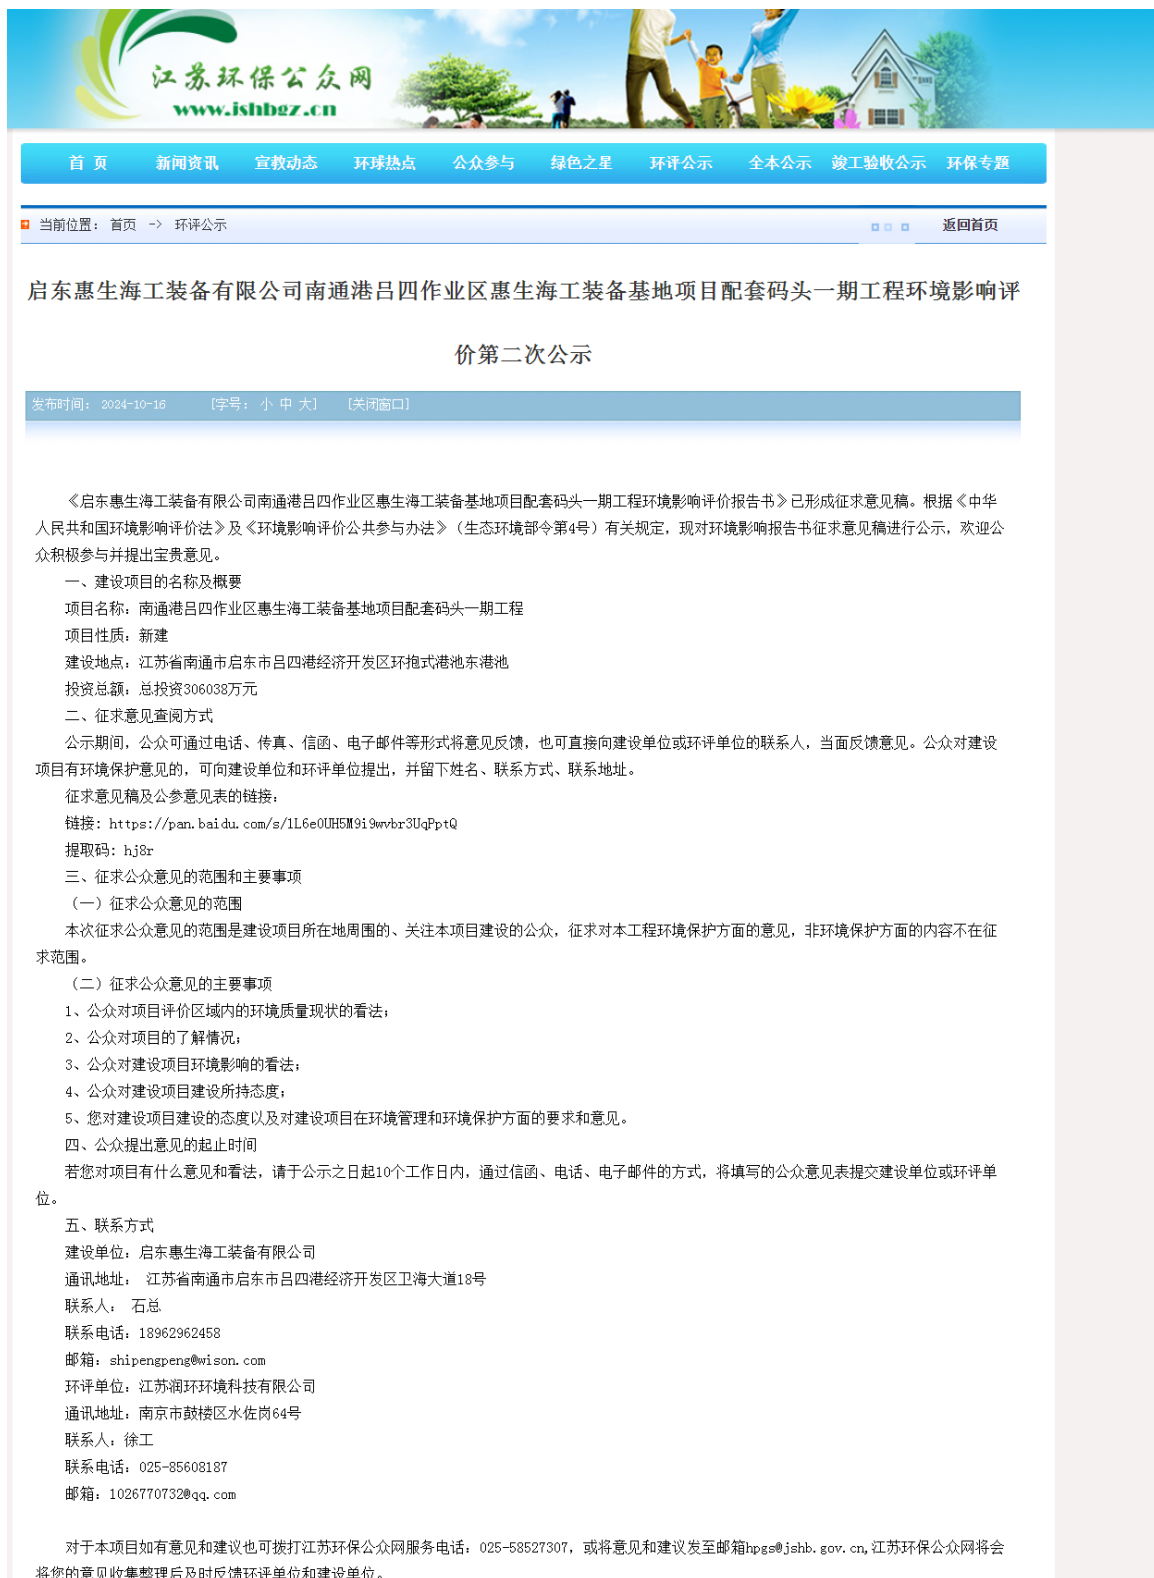 江苏环保公众网
www.jshbgz.cn
首 页 新闻资讯 宣教动态 环球热点 公众参与 绿色之星 环评公示 全本公示 竣工验收公示 环保专题
当前位置： 首页 -> 环评公示 返回首页
启东惠生海工装备有限公司南通港吕四作业区惠生海工装备基地项目配套码头一期工程环境影响评
价第二次公示
发布时间： 2024-10-16 [字号： 小 中 大] [关闭窗口]
《启东惠生海工装备有限公司南通港吕四作业区惠生海工装备基地项目配套码头一期工程环境影响评价报告书》已形成征求意见稿。根据《中华
人民共和国环境影响评价法》及《环境影响评价公共参与办法》（生态环境部令第4号）有关规定，现对环境影响报告书征求意见稿进行公示，欢迎公
众积极参与并提出宝贵意见。
一、建设项目的名称及概要
项目名称：南通港吕四作业区惠生海工装备基地项目配套码头一期工程
项目性质：新建
建设地点：江苏省南通市启东市吕四港经济开发区环抱式港池东港池
投资总额：总投资306038万元
二、征求意见查阅方式
公示期间，公众可通过电话、传真、信函、电子邮件等形式将意见反馈，也可直接向建设单位或环评单位的联系人，当面反馈意见。公众对建设
项目有环境保护意见的，可向建设单位和环评单位提出，并留下姓名、联系方式、联系地址。
征求意见稿及公参意见表的链接：
链接: https://pan.baidu.com/s/1L6e0UH5M9i9wvbr3UqPptQ
提取码: hj8r
三、征求公众意见的范围和主要事项
（一）征求公众意见的范围
本次征求公众意见的范围是建设项目所在地周围的、关注本项目建设的公众，征求对本工程环境保护方面的意见，非环境保护方面的内容不在征
求范围。
（二）征求公众意见的主要事项
1、公众对项目评价区域内的环境质量现状的看法；
2、公众对项目的了解情况；
3、公众对建设项目环境影响的看法；
4、公众对建设项目建设所持态度；
5、您对建设项目建设的态度以及对建设项目在环境管理和环境保护方面的要求和意见。
四、公众提出意见的起止时间
若您对项目有什么意见和看法，请于公示之日起10个工作日内，通过信函、电话、电子邮件的方式，将填写的公众意见表提交建设单位或环评单
位。
五、联系方式
建设单位：启东惠生海工装备有限公司
通讯地址： 江苏省南通市启东市吕四港经济开发区卫海大道18号
联系人： 石总
联系电话：18962962458
邮箱：shipengpeng@wison.com
环评单位：江苏润环环境科技有限公司
通讯地址：南京市鼓楼区水佐岗64号
联系人：徐工
联系电话：025-85608187
邮箱：1026770732@qq.com
对于本项目如有意见和建议也可拨打江苏环保公众网服务电话：025-58527307，或将意见和建议发至邮箱hpgs@jshb.gov.cn,江苏环保公众网将会
将您的意见收集整理后及时反馈环评单位和建设单位。